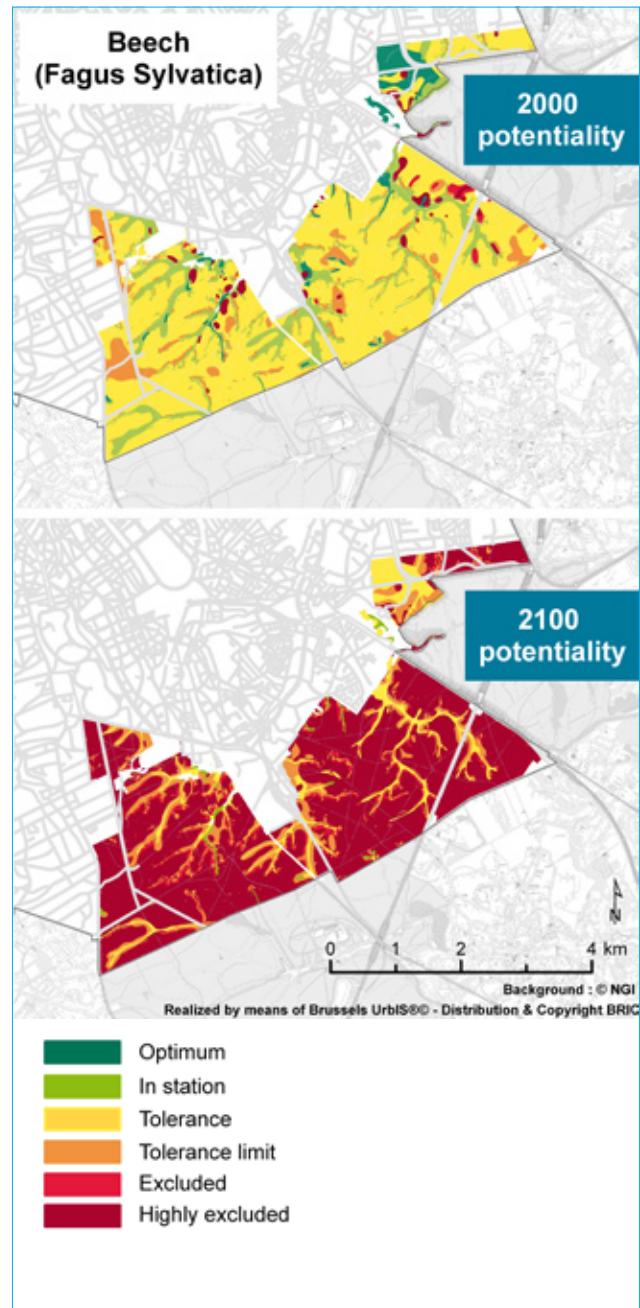 Beech
(Fagus Sylvatica)
2000
potentiality
2100
potentiality
N
0 1 2 4 km
Background : © NGI
Realized by means of Brussels UrbIS®© - Distribution & Copyright BRIC
Optimum
In station
Tolerance
Tolerance limit
Excluded
Highly excluded